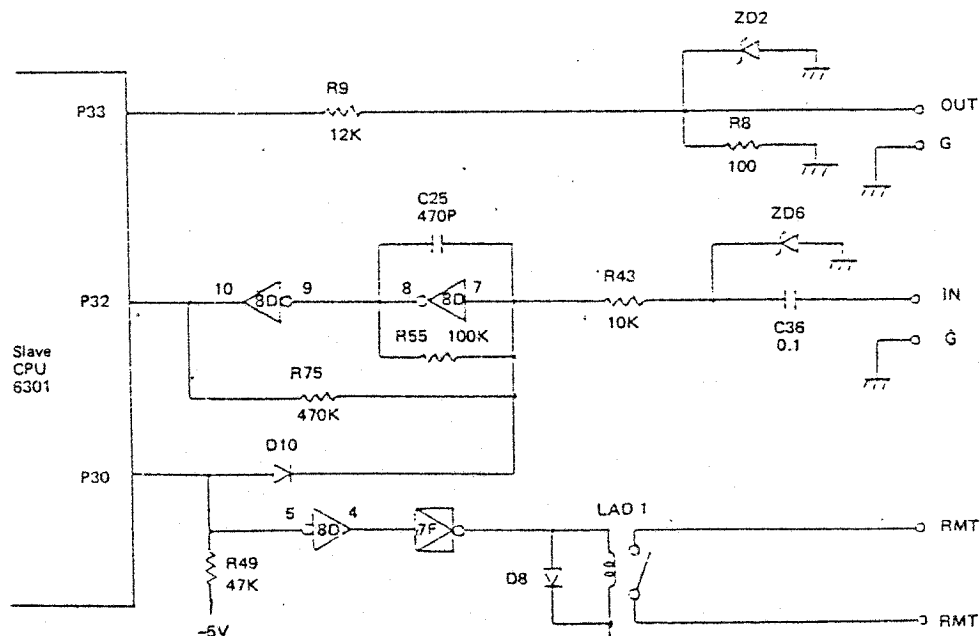 ZD2
R9
P33
12K
OUT
R8
100
G
C25
470P
ZD6
R43
10K
10
8D
9
8
8D
7
P32
IN
C36
0.1
R55
100K
G
Slave
CPU
6301
R75
470K
D10
P30
LAD 1
5
8D
4
7F
RMT
R49
47K
D8
-5V
RMT